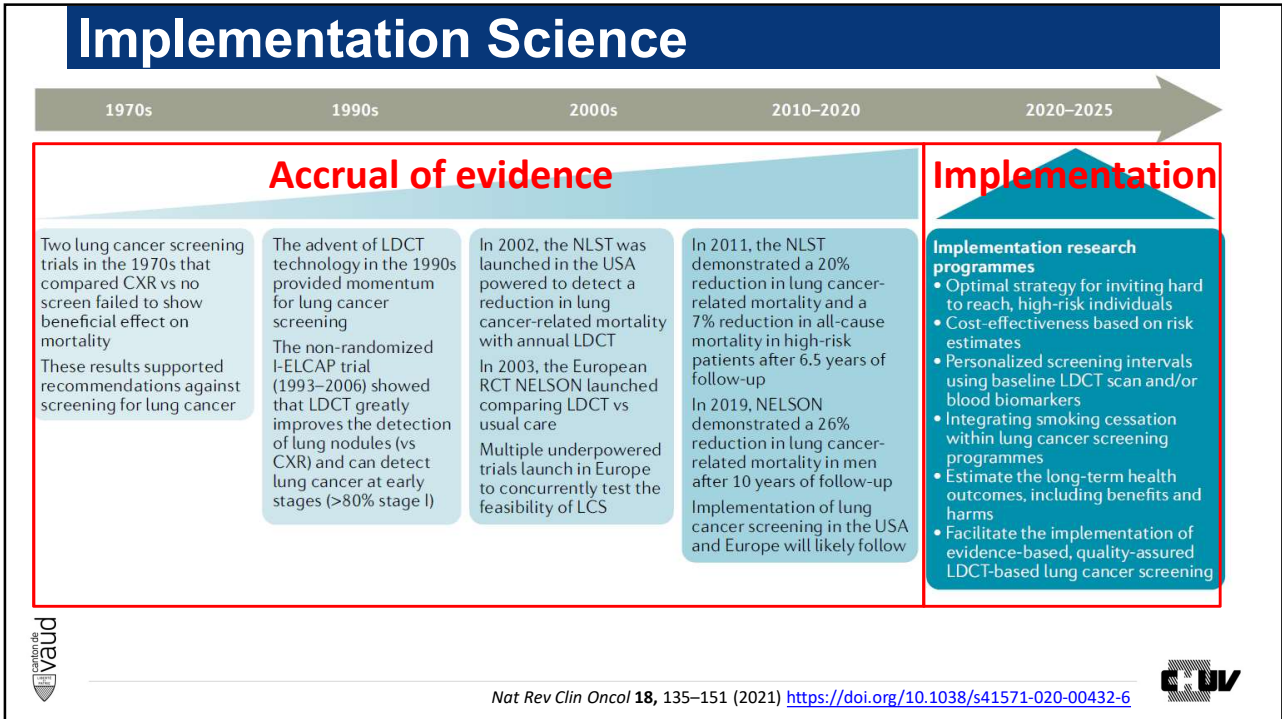 Implementation Science
1970s
1990s
2000s
2010–2020
2020–2025
Accrual of evidence
Implementation
Two lung cancer screening
trials in the 1970s that
compared CXR vs no
screen failed to show
beneficial effect on
mortality
These results supported
recommendations against
screening for lung cancer
The advent of LDCT
technology in the 1990s
provided momentum
for lung cancer
screening
The non-randomized
I-ELCAP trial
(1993–2006) showed
that LDCT greatly
improves the detection
of lung nodules (vs
CXR) and can detect
lung cancer at early
stages (>80% stage I)
In 2002, the NLST was
launched in the USA
powered to detect a
reduction in lung
cancer-related mortality
with annual LDCT
In 2003, the European
RCT NELSON launched
comparing LDCT vs
usual care
Multiple underpowered
trials launch in Europe
to concurrently test the
feasibility of LCS
In 2011, the NLST
demonstrated a 20%
reduction in lung cancer-
related mortality and a
7% reduction in all-cause
mortality in high-risk
patients after 6.5 years of
follow-up
In 2019, NELSON
demonstrated a 26%
reduction in lung cancer-
related mortality in men
after 10 years of follow-up
Implementation of lung
cancer screening in the USA
and Europe will likely follow
Implementation research
programmes
• Optimal strategy for inviting hard
to reach, high-risk individuals
• Cost-effectiveness based on risk
estimates
• Personalized screening intervals
using baseline LDCT scan and/or
blood biomarkers
• Integrating smoking cessation
within lung cancer screening
programmes
• Estimate the long-term health
outcomes, including benefits and
harms
• Facilitate the implementation of
evidence-based, quality-assured
LDCT-based lung cancer screening
canton de
vaud
Nat Rev Clin Oncol 18, 135–151 (2021) https://doi.org/10.1038/s41571-020-00432-6